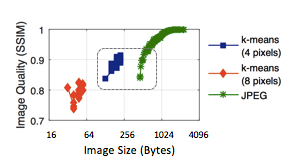 1
0.9
0.8
0.7
Image Quality (SSIM)
16 64 256 1024 4096
Image Size (Bytes)
k-means
(4 pixels)
k-means
(8 pixels)
JPEG